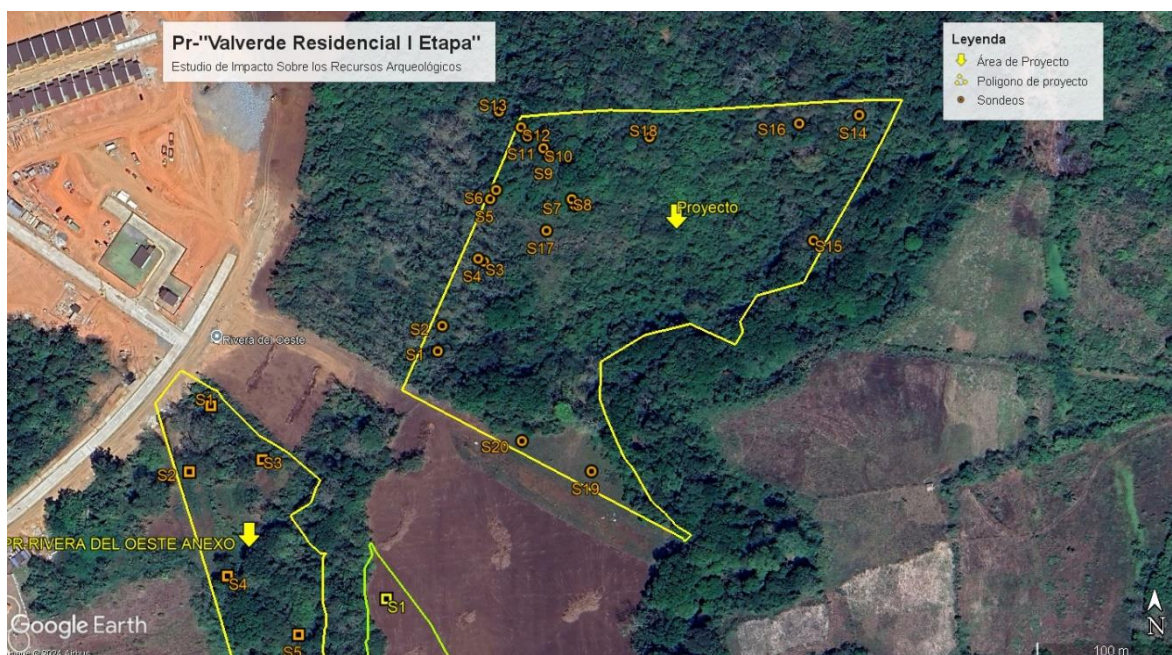 Pr-"Valverde Residencial I Etapa"
Estudio de Impacto Sobre los Recursos Arqueológicos
Leyenda
Área de Proyecto
Poligono de proyecto
Sondeos
S13
S12
S11
S10
S9
S18
S16
S14
S6
S5
S7
S8
Proyecto
S17
S15
S4
S3
S2
S1
Rivera del Oeste
S20
S19
S1
S2
S3
PR-RIVERA DEL OESTE ANEXO
S4
S1
S5
Google Earth
100 m
N